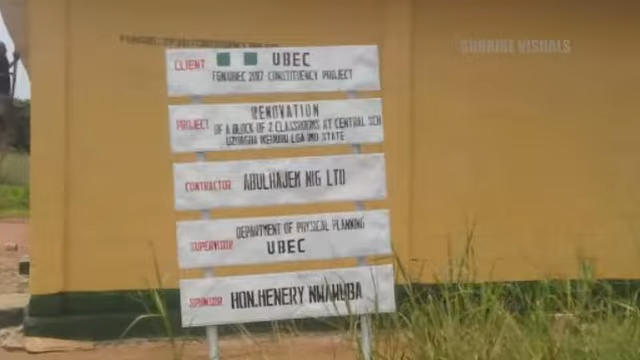 SUNRISE VISUALS
CLIENT UBEC
FGN/UBEC 2017 CONSTITUENCY PROJECT
RENOVATION
PROJECT OF A BLOCK OF 2 CLASSROOMS AT CENTRAL SCH
IKEDURU LGA IMO STATE
CONTRACTOR ABULHAJEM NIG LTD
DEPARTMENT OF PHYSICAL PLANNING
SUPERVISOR UBEC
SPONSOR HON.HENERY NWAWUBA